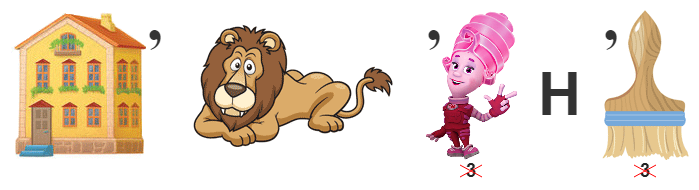 , , Н ,
3 3